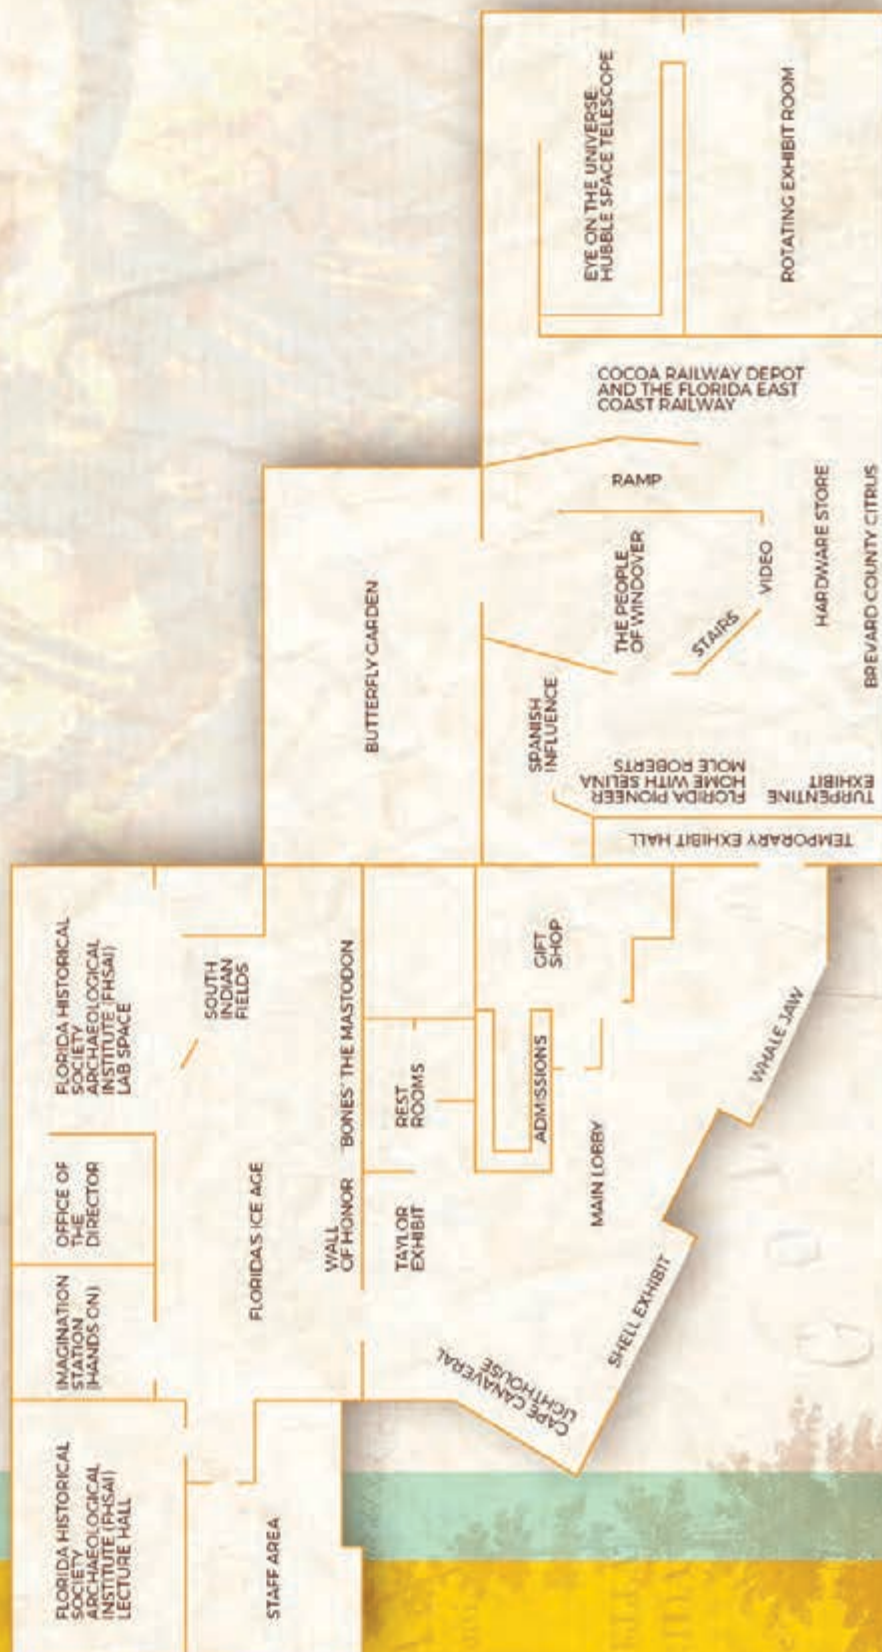 FLORIDA HISTORICAL
SOCIETY
ARCHAEOLOGICAL
INSTITUTE (FHSAI)
LECTURE HALL
IMAGINATION
STATION
(HANDS ON)
OFFICE OF
THE
DIRECTOR
FLORIDA HISTORICAL
SOCIETY
ARCHAEOLOGICAL
INSTITUTE (FHSAI)
LAB SPACE
STAFF AREA
FLORIDA'S ICE AGE
SOUTH
INDIAN
FIELDS
WALL
OF HONOR
"BONES" THE MASTODON
TAYLOR
EXHIBIT
REST
ROOMS
ADMISSIONS
GIFT
SHOP
MAIN LOBBY
CAPE CANAVERAL
LIGHTHOUSE
SHELL EXHIBIT
WHALE JAW
BUTTERFLY GARDEN
TEMPORARY EXHIBIT HALL
SPANISH
INFLUENCE
FLORIDA PIONEER
HOME WITH SELINA
MOLE ROBERTS
TURPENTINE
EXHIBIT
THE PEOPLE
OF WINDOVER
STAIRS
VIDEO
RAMP
HARDWARE STORE
BREVARD COUNTY CITRUS
COCOA RAILWAY DEPOT
AND THE FLORIDA EAST
COAST RAILWAY
EYE ON THE UNIVERSE:
HUBBLE SPACE TELESCOPE
ROTATING EXHIBIT ROOM